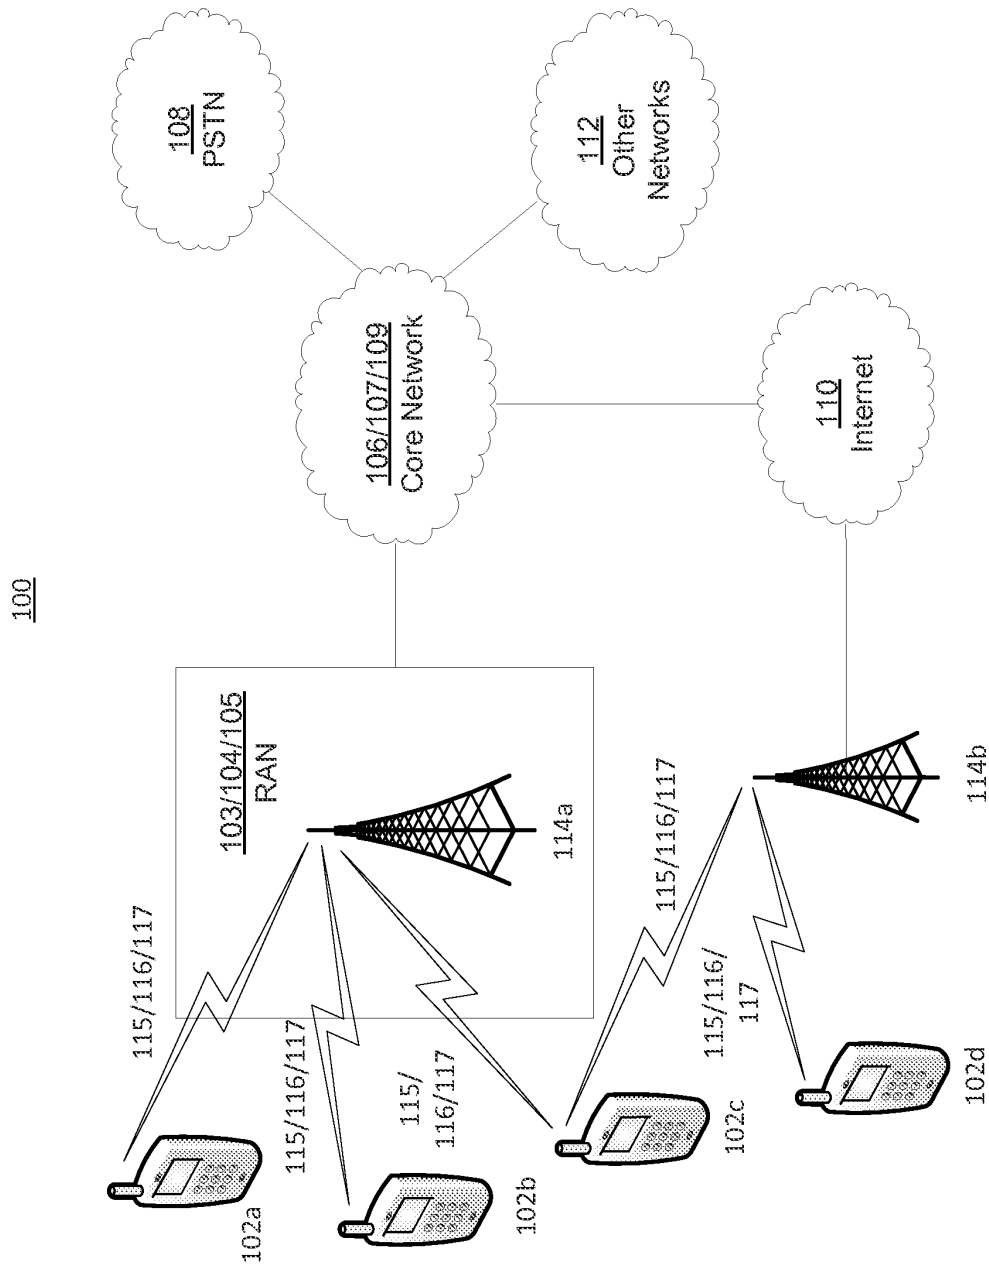 100
108
PSTN
106/107/109
Core Network
112
Other
Networks
103/104/105
RAN
110
Internet
115/116/117
115/116/117
115/
116/117
114a
115/116/117
115/116/
117
114b
102a
102b
102c
102d